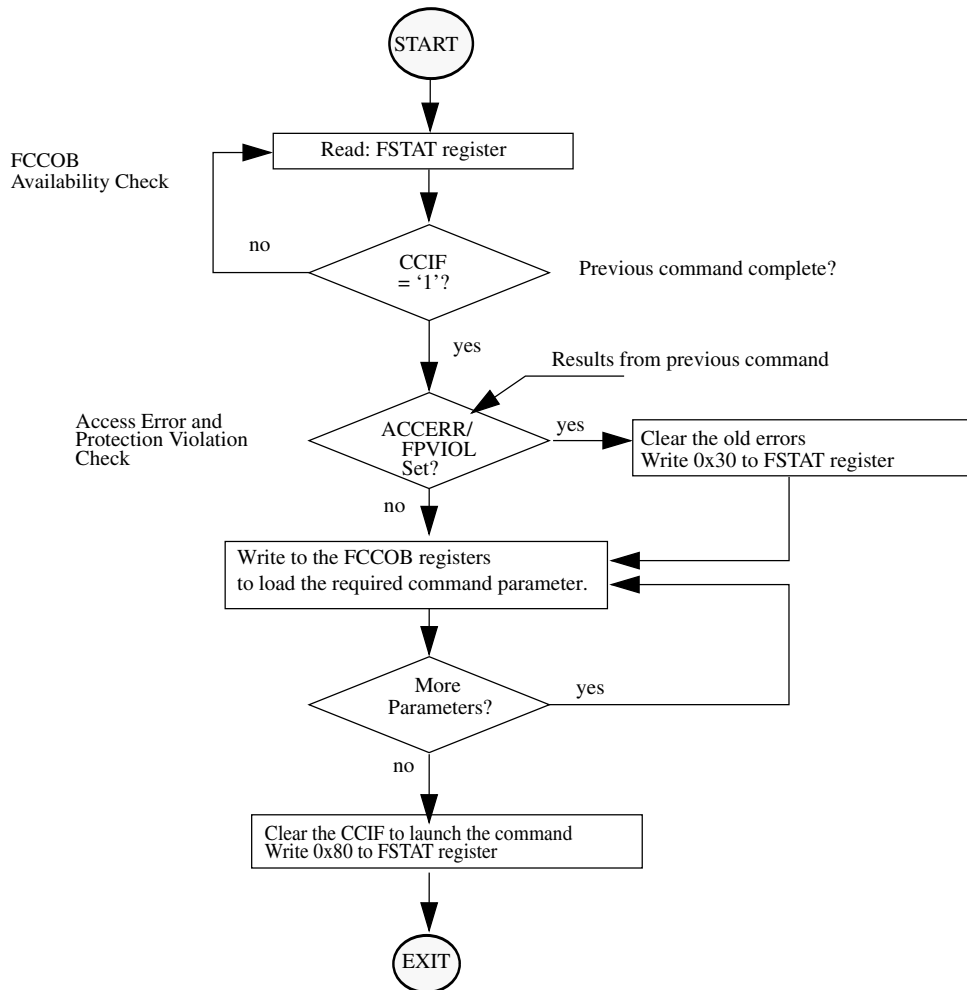 START
Read: FSTAT register
FCCOB
Availability Check
no
CCIF
= ‘1’?
Previous command complete?
yes
Results from previous command
Access Error and
Protection Violation
Check
ACCERR/
FPVIOL
Set?
yes
Clear the old errors
Write 0x30 to FSTAT register
no
Write to the FCCOB registers
to load the required command parameter.
More
Parameters?
yes
no
Clear the CCIF to launch the command
Write 0x80 to FSTAT register
EXIT